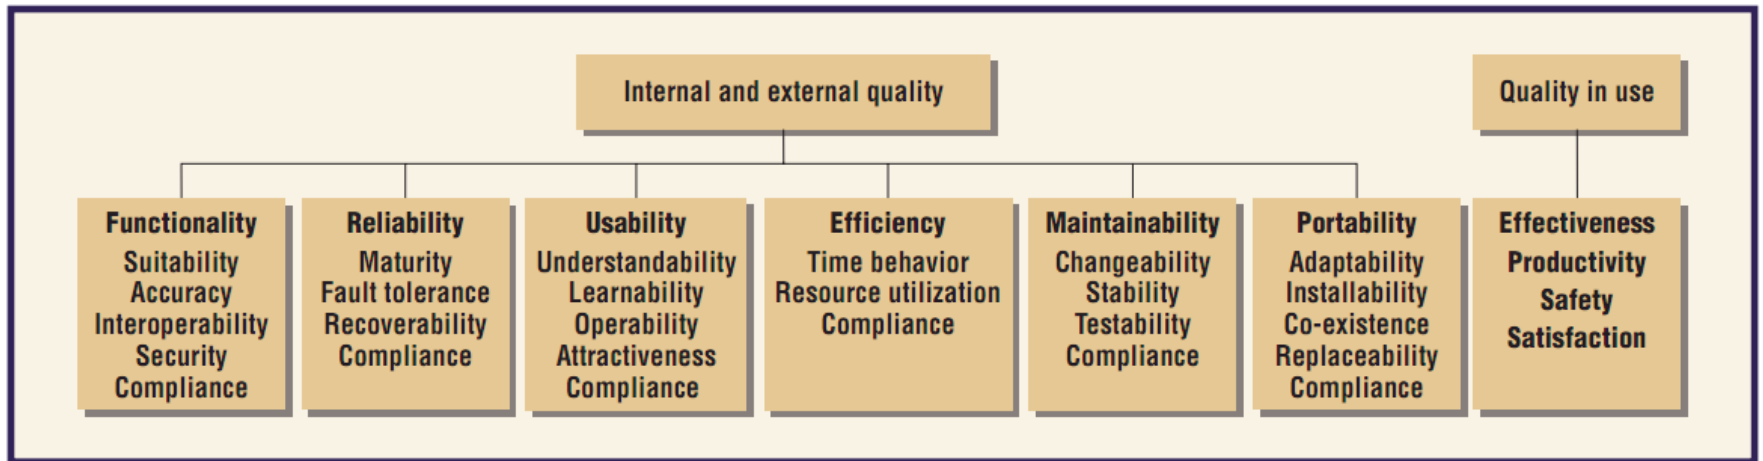 Internal and external quality
Quality in use
Functionality
Suitability
Accuracy
Interoperability
Security
Compliance
Reliability
Maturity
Fault tolerance
Recoverability
Compliance
Usability
Understandability
Learnability
Operability
Attractiveness
Compliance
Efficiency
Time behavior
Resource utilization
Compliance
Maintainability
Changeability
Stability
Testability
Compliance
Portability
Adaptability
Installability
Co-existence
Replaceability
Compliance
Effectiveness
Productivity
Safety
Satisfaction